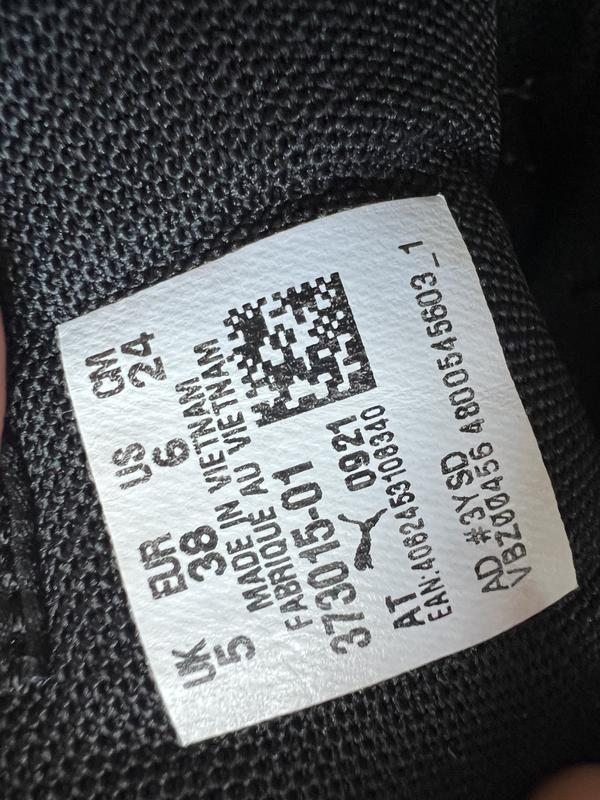 UK EUR US CM
5 38 6 24
MADE IN VIETNAM
FABRIQUE AU VIETNAM
373015-01
0921
AT
EAN:4062453108340
AD #3YSD
VBZ00456 4800545603_1